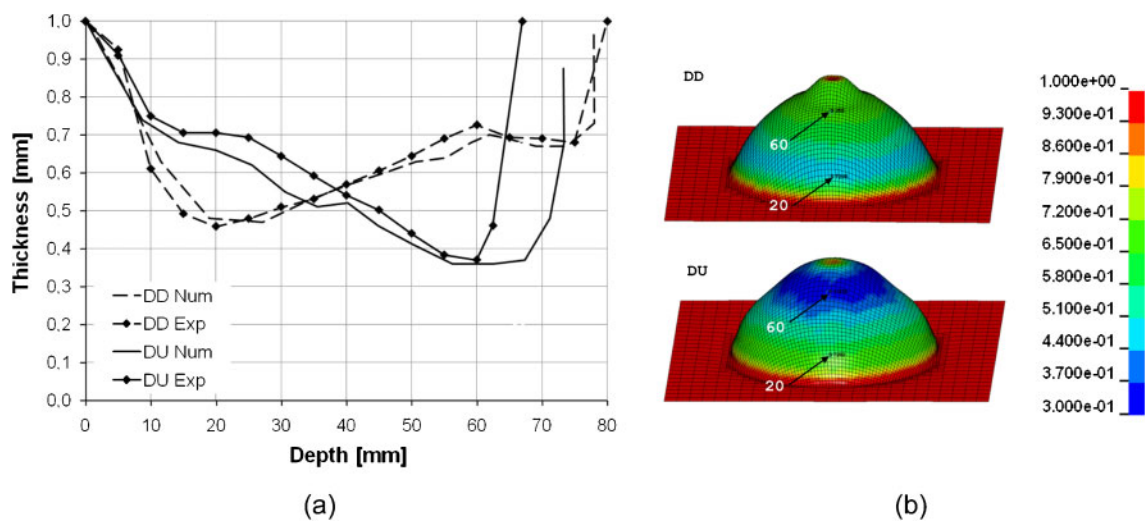 1.0
0.9
0.8
0.7
0.6
0.5
0.4
0.3
0.2
0.1
0.0
Thickness [mm]
DD Num
DD Exp
DU Num
DU Exp
0 10 20 30 40 50 60 70 80
Depth [mm]
(a)
DD
60
20
DU
60
20
1.000e+00
9.300e-01
8.600e-01
7.900e-01
7.200e-01
6.500e-01
5.800e-01
5.100e-01
4.400e-01
3.700e-01
3.000e-01
(b)